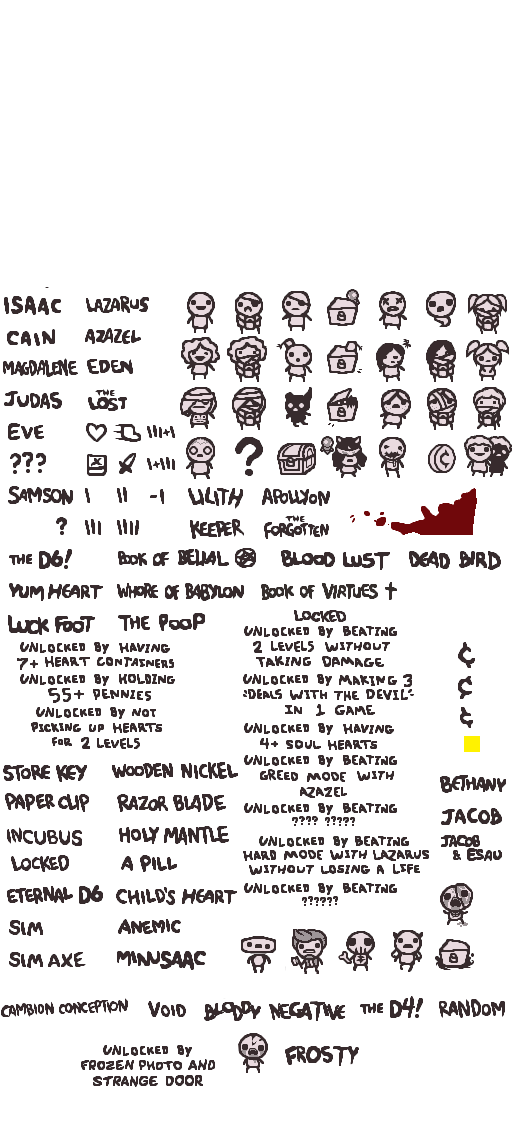 ISAAC LAZARUS
CAIN AZAZEL
MAGDALENE EDEN
JUDAS THE LOST
EVE
???
?
SAMSON | || -|
? ||| |||| 
LILITH APOLLYON
KEEPER THE FORGOTTEN
THE D6! BOOK OF BELIAL BLOOD LUST DEAD BIRD
YUM HEART WHORE OF BABYLON BOOK OF VIRTUES
LUCK FOOT THE POOP
UNLOCKED BY HAVING
7+ HEART CONTAINERS
UNLOCKED BY HOLDING
55+ PENNIES
UNLOCKED BY NOT
PICKING UP HEARTS
FOR 2 LEVELS
LOCKED
UNLOCKED BY BEATING
2 LEVELS WITHOUT
TAKING DAMAGE
UNLOCKED BY MAKING 3
"DEALS WITH THE DEVIL"
IN 1 GAME
UNLOCKED BY HAVING
4+ SOUL HEARTS
UNLOCKED BY BEATING
GREED MODE WITH
AZAZEL
UNLOCKED BY BEATING
???? ?????
UNLOCKED BY BEATING
HARD MODE WITH LAZARUS
WITHOUT LOSING A LIFE
UNLOCKED BY BEATING
??????
¢
¢
¢
STORE KEY WOODEN NICKEL
PAPER CLIP RAZOR BLADE
INCUBUS HOLY MANTLE
LOCKED A PILL
ETERNAL D6 CHILD'S HEART
SIM ANEMIC
SIM AXE MINUSAAC
BETHANY
JACOB
JACOB
& ESAU
CAMBION CONCEPTION VOID BLOODY NEGATIVE THE D4! RANDOM
UNLOCKED BY
FROZEN PHOTO AND
STRANGE DOOR
FROSTY